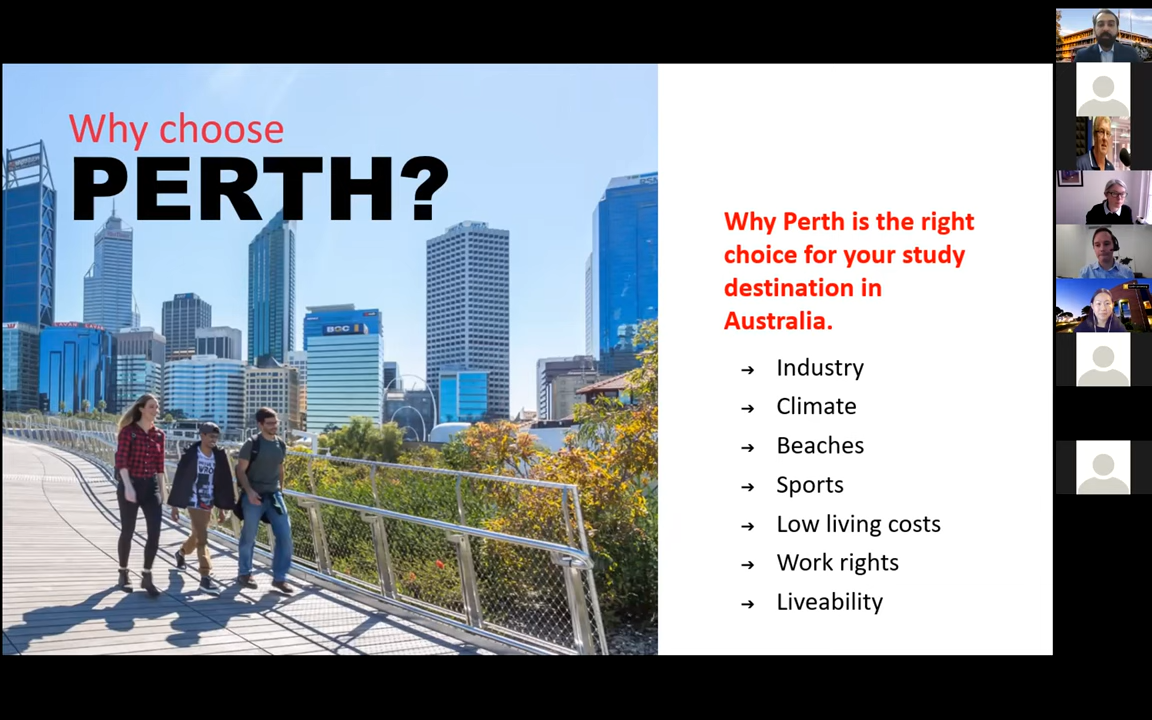 Why choose
PERTH?
BGC
Why Perth is the right
choice for your study
destination in
Australia.
➔ Industry
➔ Climate
➔ Beaches
➔ Sports
➔ Low living costs
➔ Work rights
➔ Liveability